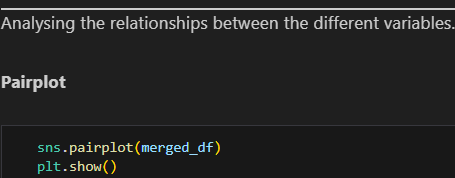 Analysing the relationships between the different variables.
Pairplot
sns.pairplot(merged_df)
plt.show()